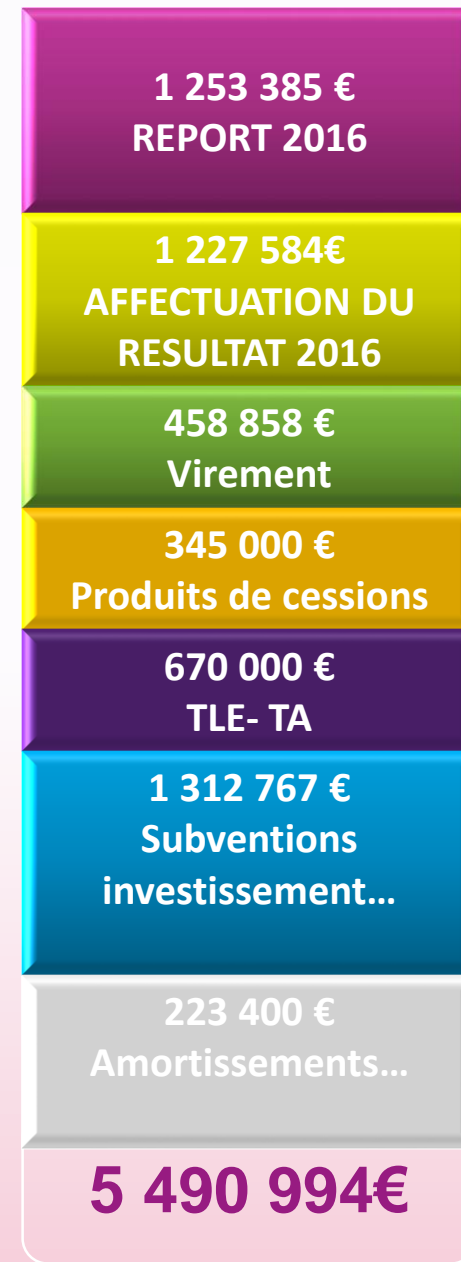 1 253 385 €
REPORT 2016
1 227 584€
AFFECTUATION DU
RESULTAT 2016
458 858 €
Virement
345 000 €
Produits de cessions
670 000 €
TLE- TA
1 312 767 €
Subventions
investissement...
223 400 €
Amortissements...
5 490 994€